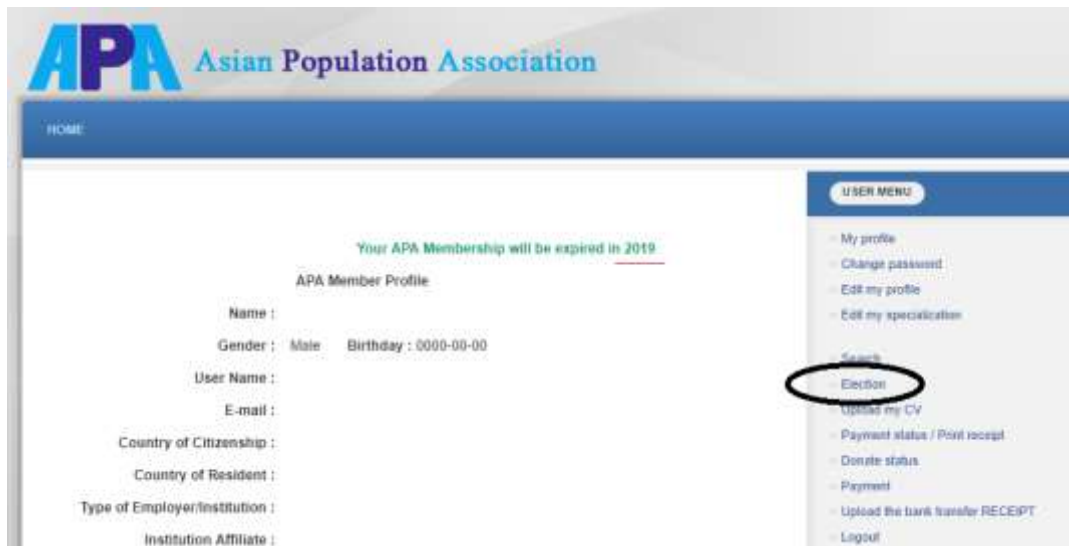 APA Asian Population Association
HOME
Your APA Membership will be expired in 2019
APA Member Profile
Name :
Gender : Male Birthday : 0000-00-00
User Name :
E-mail :
Country of Citizenship :
Country of Resident :
Type of Employer/Institution :
Institution Affiliate :
USER MENU
My profile
Change password
Edit my profile
Edit my specialization
Search
Election
Upload my CV
Payment status / Print receipt
Donate status
Payment
Upload the bank transfer RECEIPT
Logout